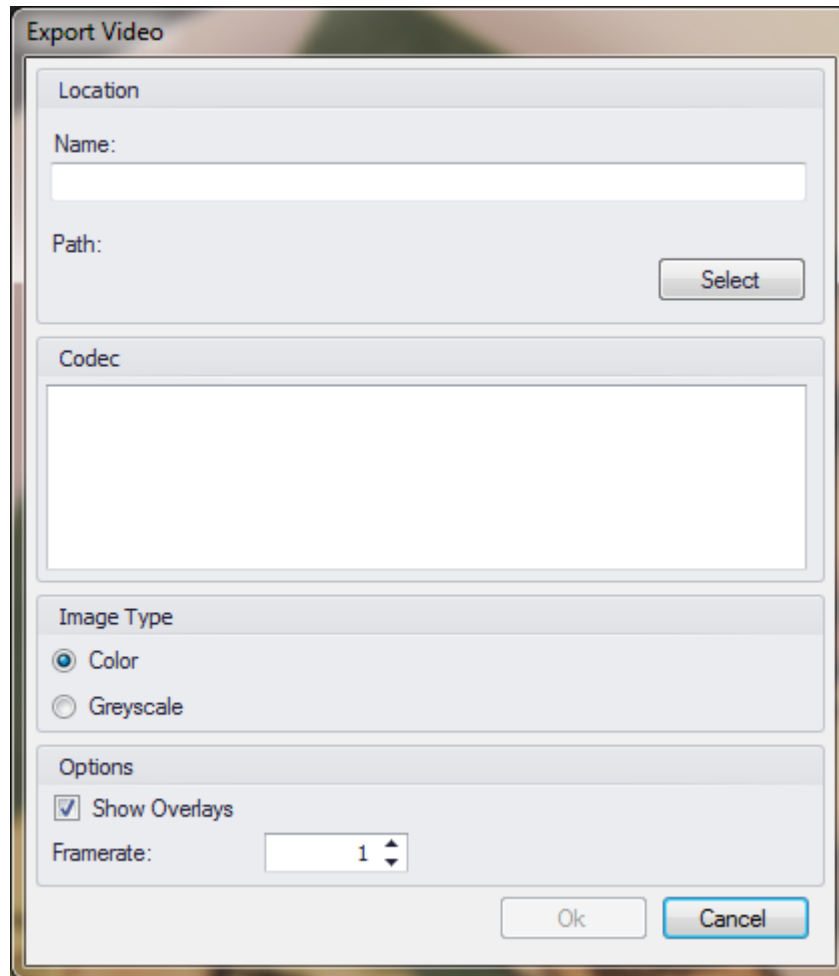 Export Video
Location
Name:
Path:
Select
Codec
Image Type
Color
Greyscale
Options
Show Overlays
Framerate: 1
Ok Cancel